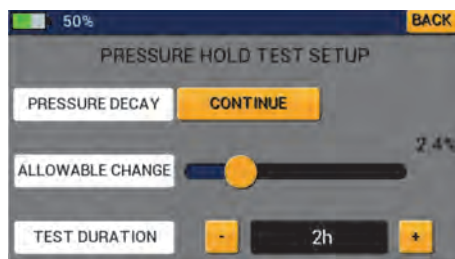 50% BACK
PRESSURE HOLD TEST SETUP
PRESSURE DECAY CONTINUE
2.4%
ALLOWABLE CHANGE
TEST DURATION - 2h +